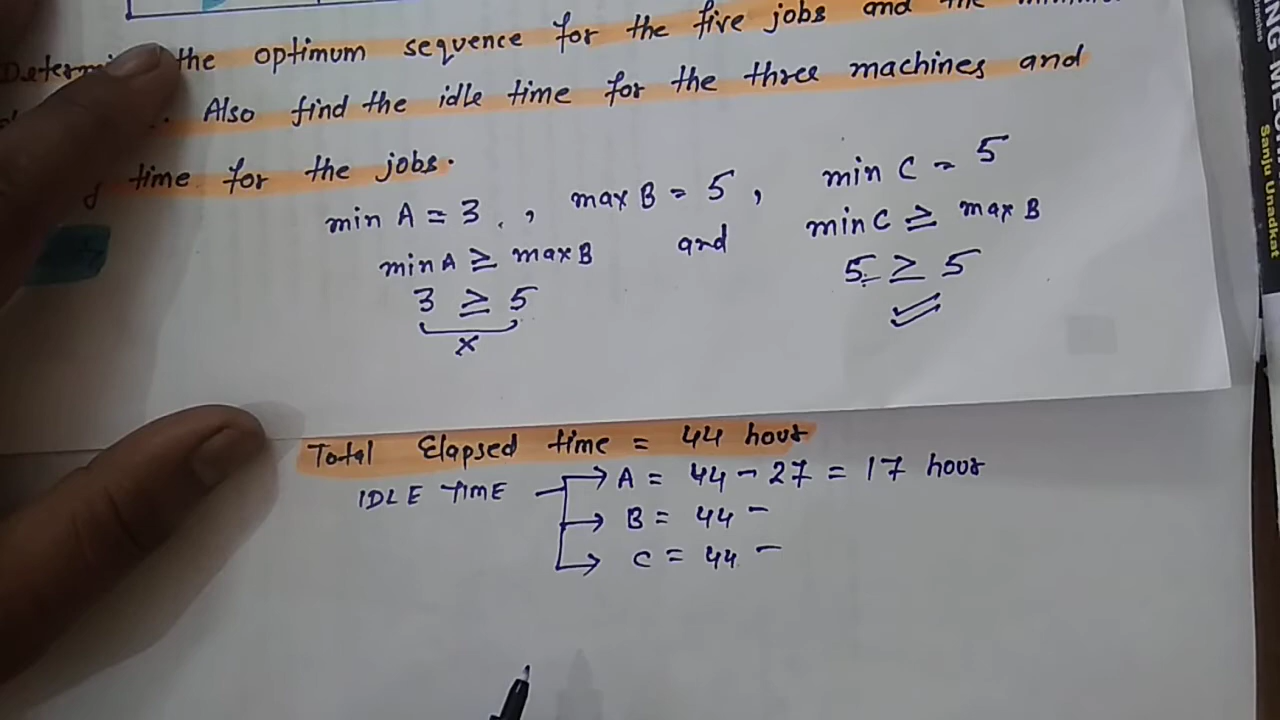 the optimum sequence for the five jobs and
Also find the idle time for the three machines and
time for the jobs.
min A = 3 , max B = 5 , min C = 5
min A ≥ max B and min C ≥ max B
3 ≥ 5 5 ≥ 5
x
Total Elapsed time = 44 hour
IDLE TIME → A = 44 - 27 = 17 hour
→ B = 44 -
→ C = 44 -
Sanju Unadkat